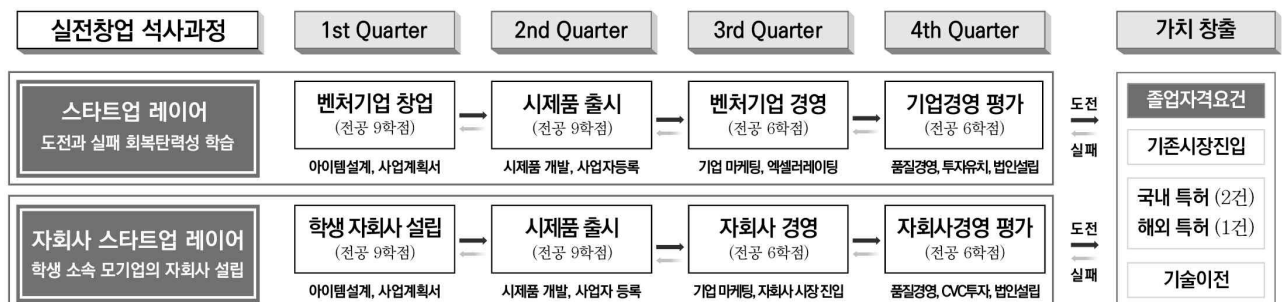 실전창업 석사과정
1st Quarter
2nd Quarter
3rd Quarter
4th Quarter
가치 창출
스타트업 레이어
도전과 실패 회복탄력성 학습
벤처기업 창업
(전공 9학점)
아이템설계, 사업계획서
시제품 출시
(전공 9학점)
시제품 개발, 사업자등록
벤처기업 경영
(전공 6학점)
기업 마케팅, 엑셀러레이팅
기업경영 평가
(전공 6학점)
품질경영, 투자유치, 법인설립
도전
실패
자회사 스타트업 레이어
학생 소속 모기업의 자회사 설립
학생 자회사 설립
(전공 9학점)
아이템설계, 사업계획서
시제품 출시
(전공 9학점)
시제품 개발, 사업자 등록
자회사 경영
(전공 6학점)
기업 마케팅, 자회사 시장 진입
자회사경영 평가
(전공 6학점)
품질경영, CVC투자, 법인설립
도전
실패
졸업자격요건
기존시장진입
국내 특허 (2건)
해외 특허 (1건)
기술이전